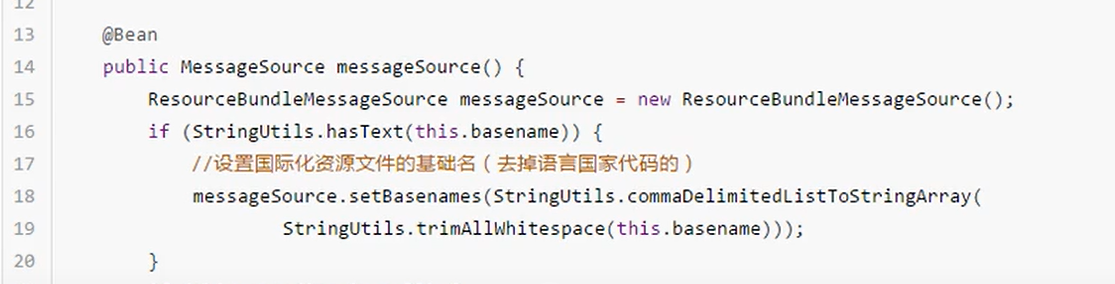 12
13 @Bean
14 public MessageSource messageSource() {
15 ResourceBundleMessageSource messageSource = new ResourceBundleMessageSource();
16 if (StringUtils.hasText(this.basename)) {
17 //设置国际化资源文件的基础名（去掉语言国家代码的）
18 messageSource.setBasenames(StringUtils.commaDelimitedListToStringArray(
19 StringUtils.trimAllWhitespace(this.basename)));
20 }